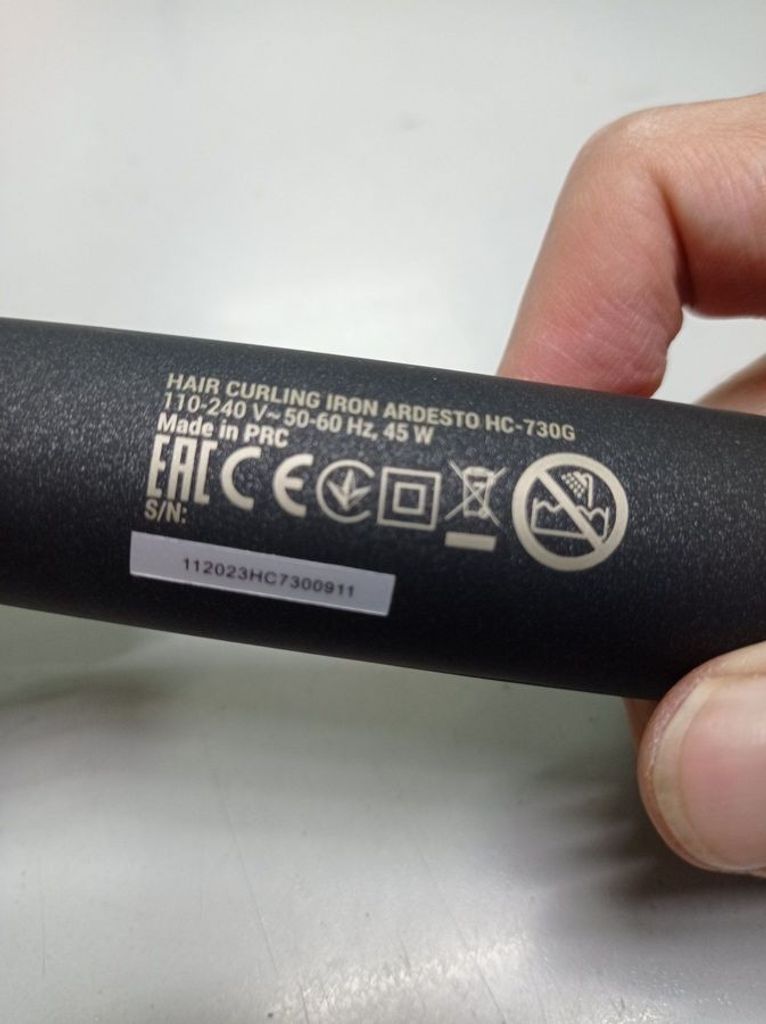 HAIR CURLING IRON ARDESTO HC-730G
110-240 V~ 50-60 Hz, 45 W
Made in PRC
EAC CE
S/N:
112023HC7300911